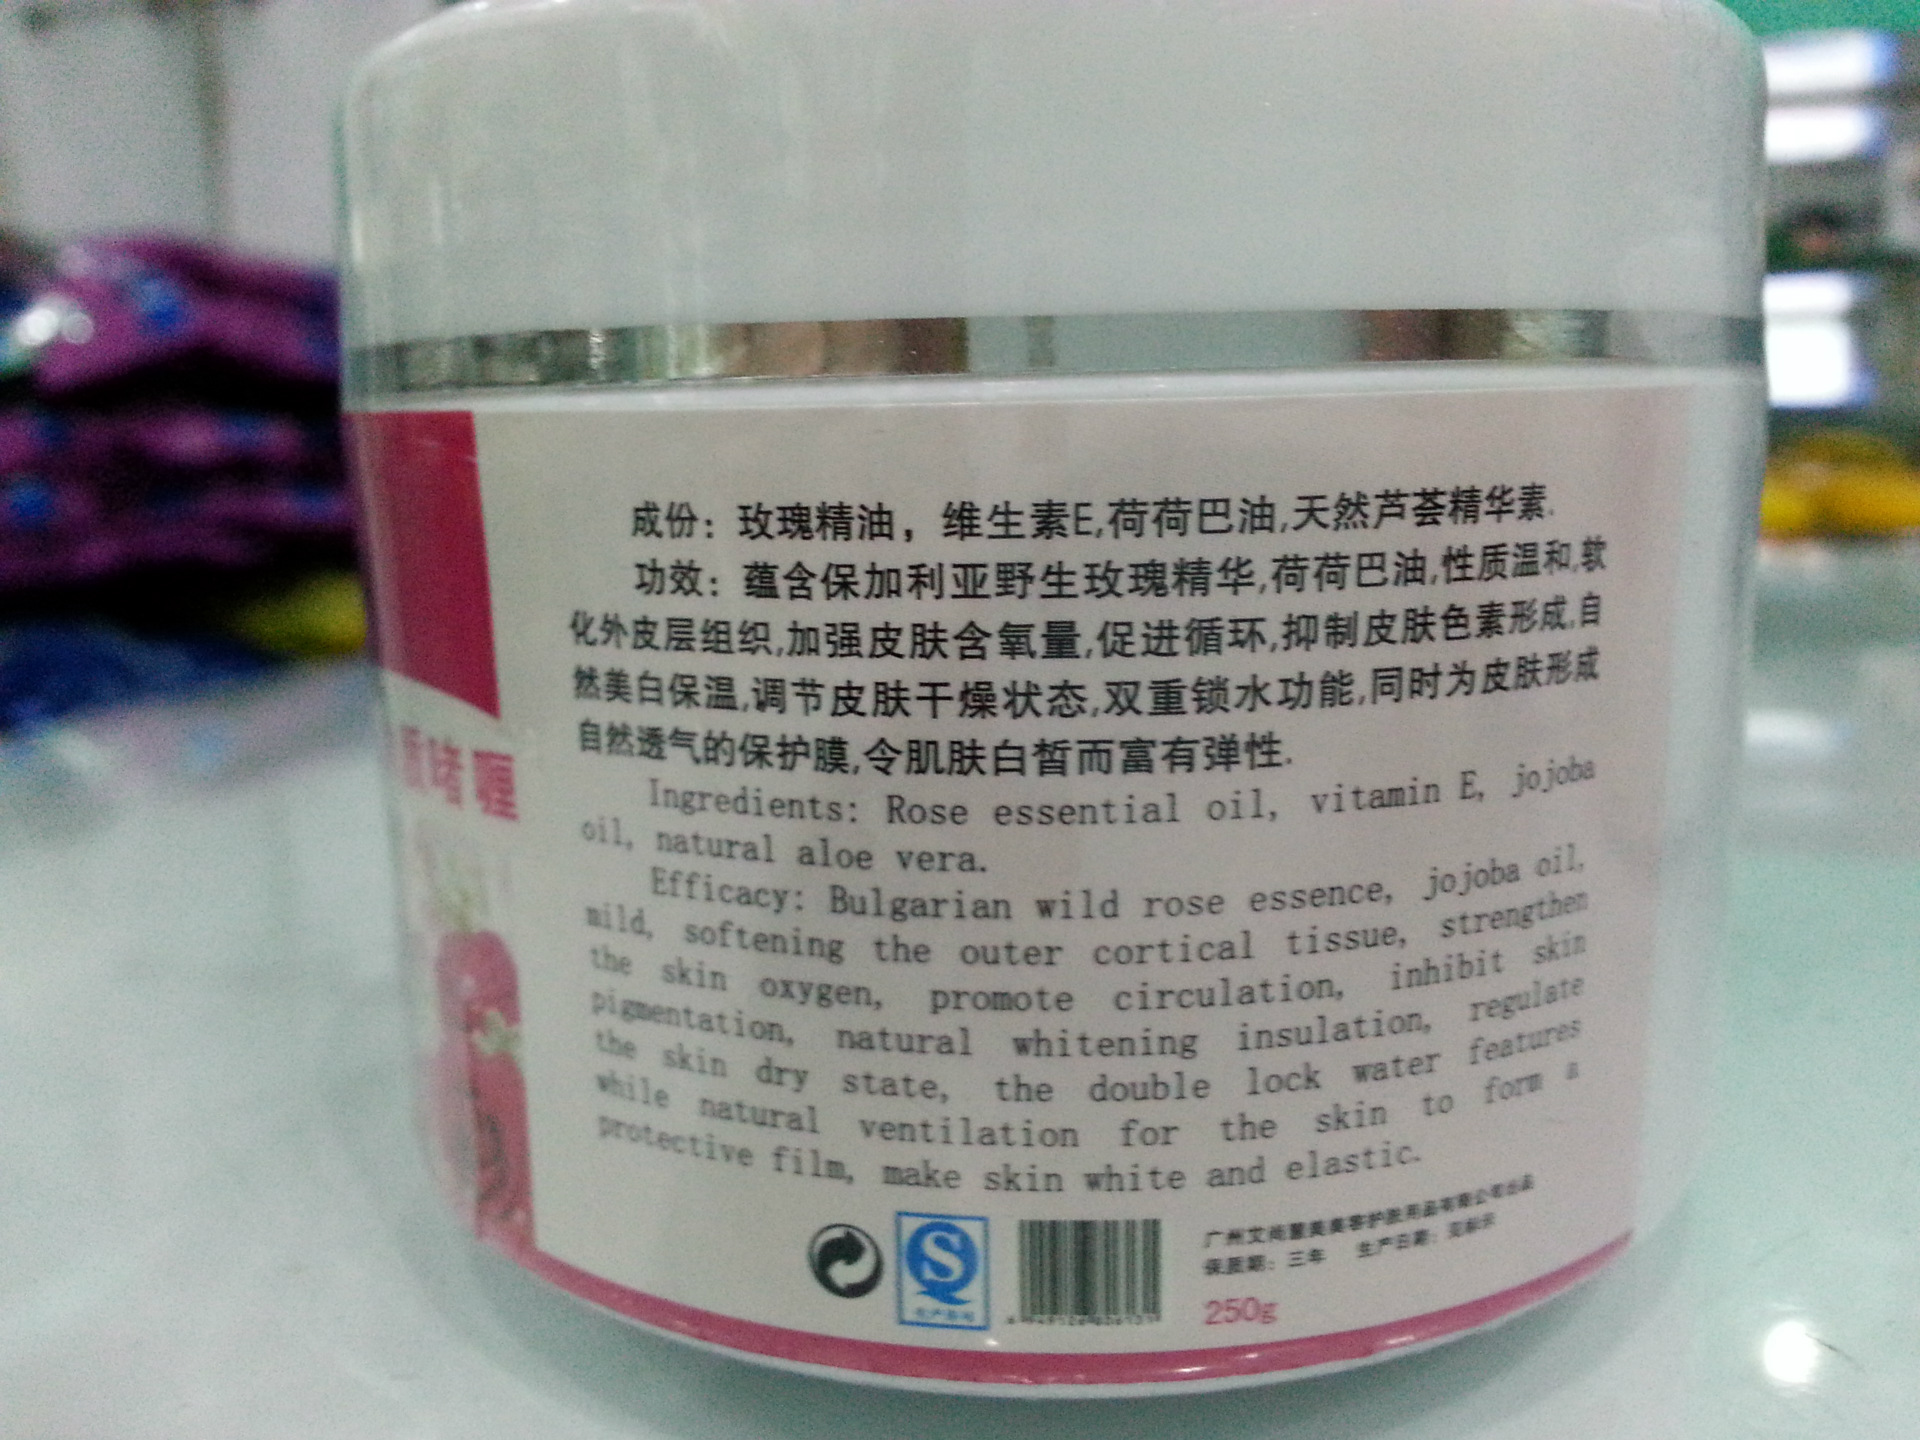 成份：玫瑰精油，维生素E,荷荷巴油,天然芦荟精华素.
功效：蕴含保加利亚野生玫瑰精华,荷荷巴油,性质温和,软
化外皮层组织,加强皮肤含氧量,促进循环,抑制皮肤色素形成,自
然美白保温,调节皮肤干燥状态,双重锁水功能,同时为皮肤形成
自然透气的保护膜,令肌肤白皙而富有弹性.
啫喱
Ingredients: Rose essential oil, vitamin E, jojoba
oil, natural aloe vera.
Efficacy: Bulgarian wild rose essence, jojoba oil,
mild, softening the outer cortical tissue, strengthen
the skin oxygen, promote circulation, inhibit skin
pigmentation, natural whitening insulation, regulate
the skin dry state, the double lock water features
while natural ventilation for the skin to form a
protective film, make skin white and elastic.
保质期：三年 生产日期：
250g